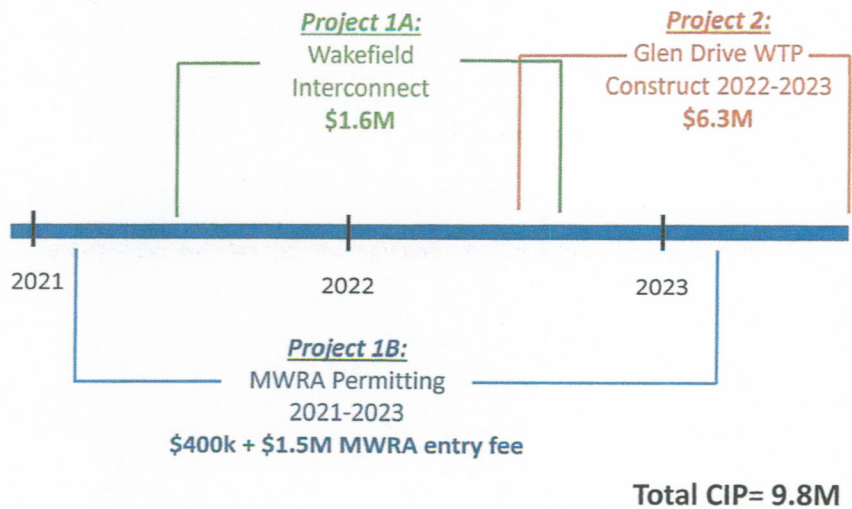 Project 1A:
Wakefield
Interconnect
$1.6M
Project 2:
Glen Drive WTP
Construct 2022-2023
$6.3M
2021
2022
2023
Project 1B:
MWRA Permitting
2021-2023
$400k + $1.5M MWRA entry fee
Total CIP= 9.8M